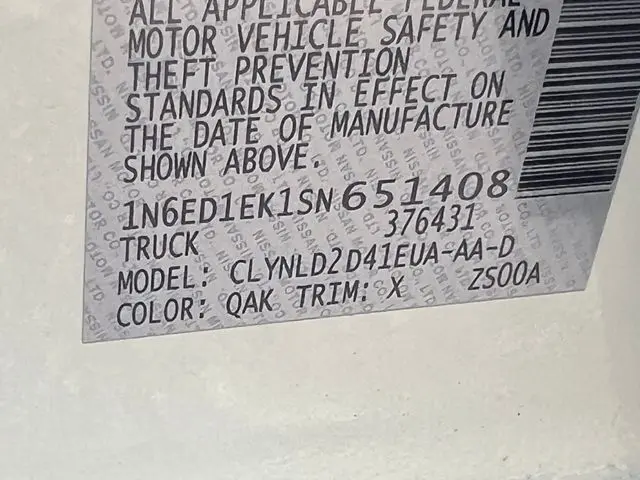 ALL APPLICABLE FEDERAL
MOTOR VEHICLE SAFETY AND
THEFT PREVENTION
STANDARDS IN EFFECT ON
THE DATE OF MANUFACTURE
SHOWN ABOVE.
1N6ED1EK1SN651408
TRUCK 376431
MODEL: CLYNLD2D41EUA-AA-D
COLOR: QAK TRIM: X ZS00A